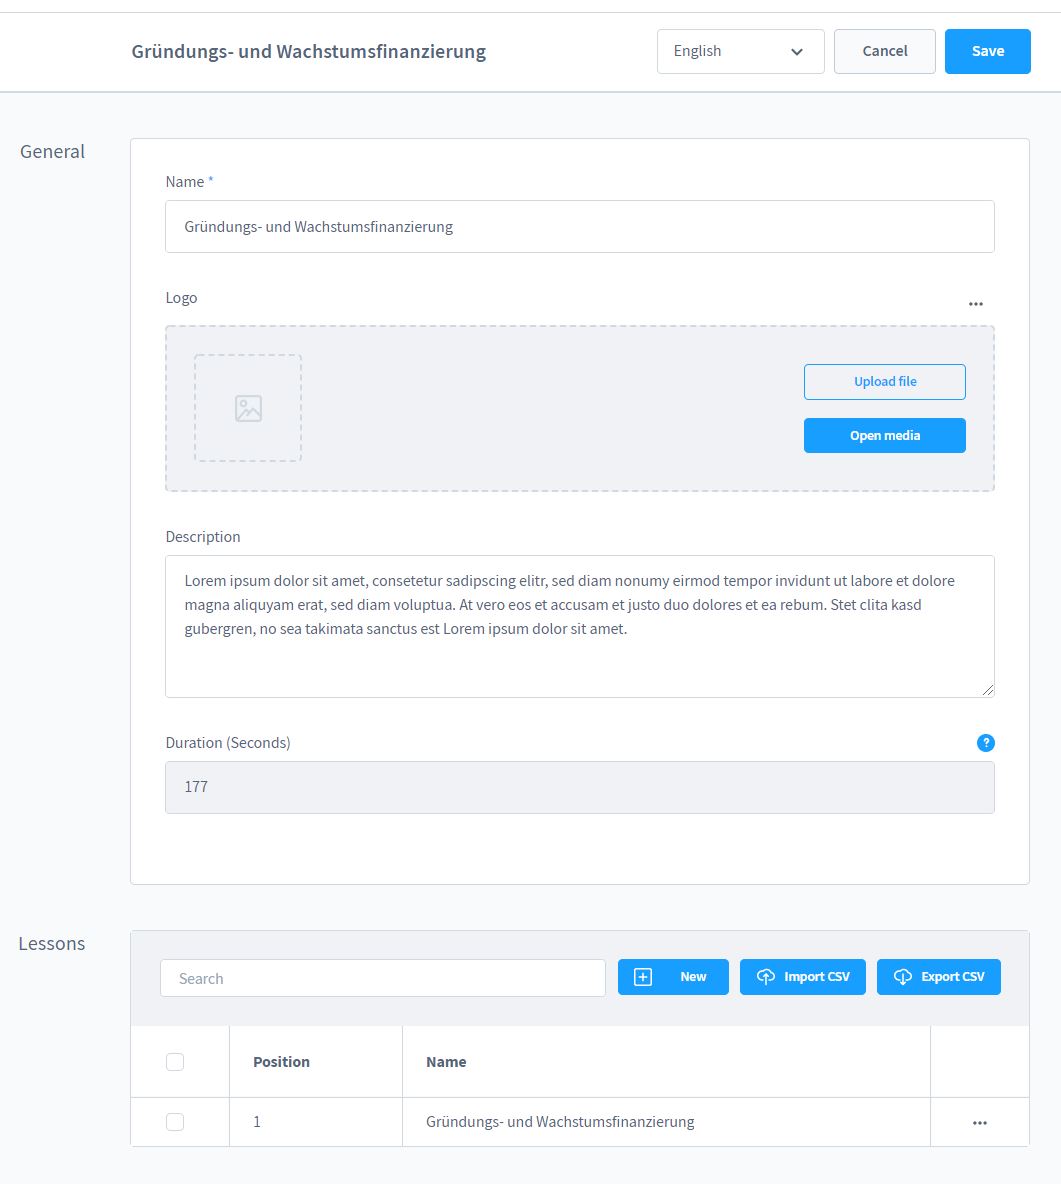 Gründungs- und Wachstumsfinanzierung
English
Cancel
Save
General
Name *
Gründungs- und Wachstumsfinanzierung
Logo
Upload file
Open media
Description
Lorem ipsum dolor sit amet, consetetur sadipscing elitr, sed diam nonumy eirmod tempor invidunt ut labore et dolore
magna aliquyam erat, sed diam voluptua. At vero eos et accusam et justo duo dolores et ea rebum. Stet clita kasd
gubergren, no sea takimata sanctus est Lorem ipsum dolor sit amet.
Duration (Seconds)
?
177
Lessons
Search
New
Import CSV
Export CSV
Position
Name
1
Gründungs- und Wachstumsfinanzierung